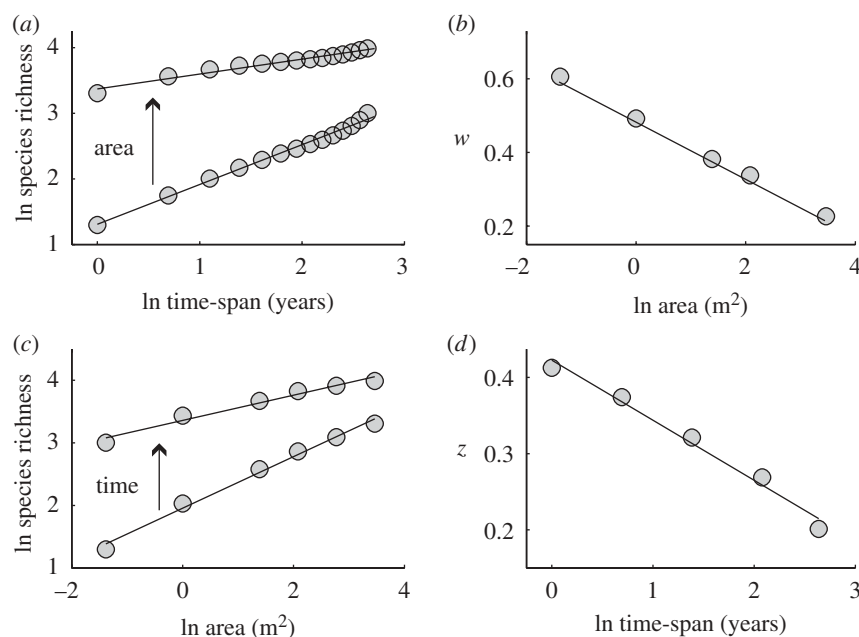 (a)
4
3
2
1
ln species richness
area
0
1
2
3
ln time-span (years)
(b)
0.6
w
0.4
0.2
−2
0
2
4
ln area (m²)
(c)
4
3
2
1
ln species richness
time
−2
0
2
4
ln area (m²)
(d)
0.4
0.3
z
0.2
0
1
2
3
ln time-span (years)